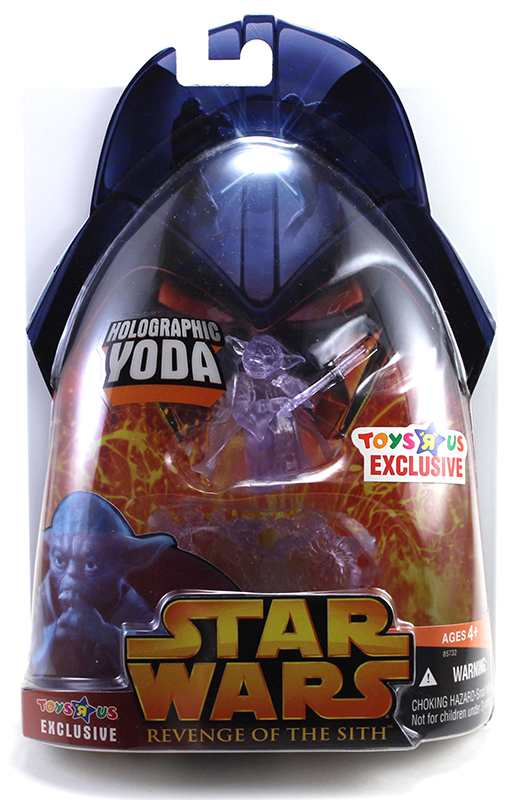 HOLOGRAPHIC
YODA
TOYS"R"US
EXCLUSIVE
STAR
WARS
REVENGE OF THE SITH
AGES 4+
85732
WARNING:
CHOKING HAZARD-
Not for children under
TOYS"R"US
EXCLUSIVE